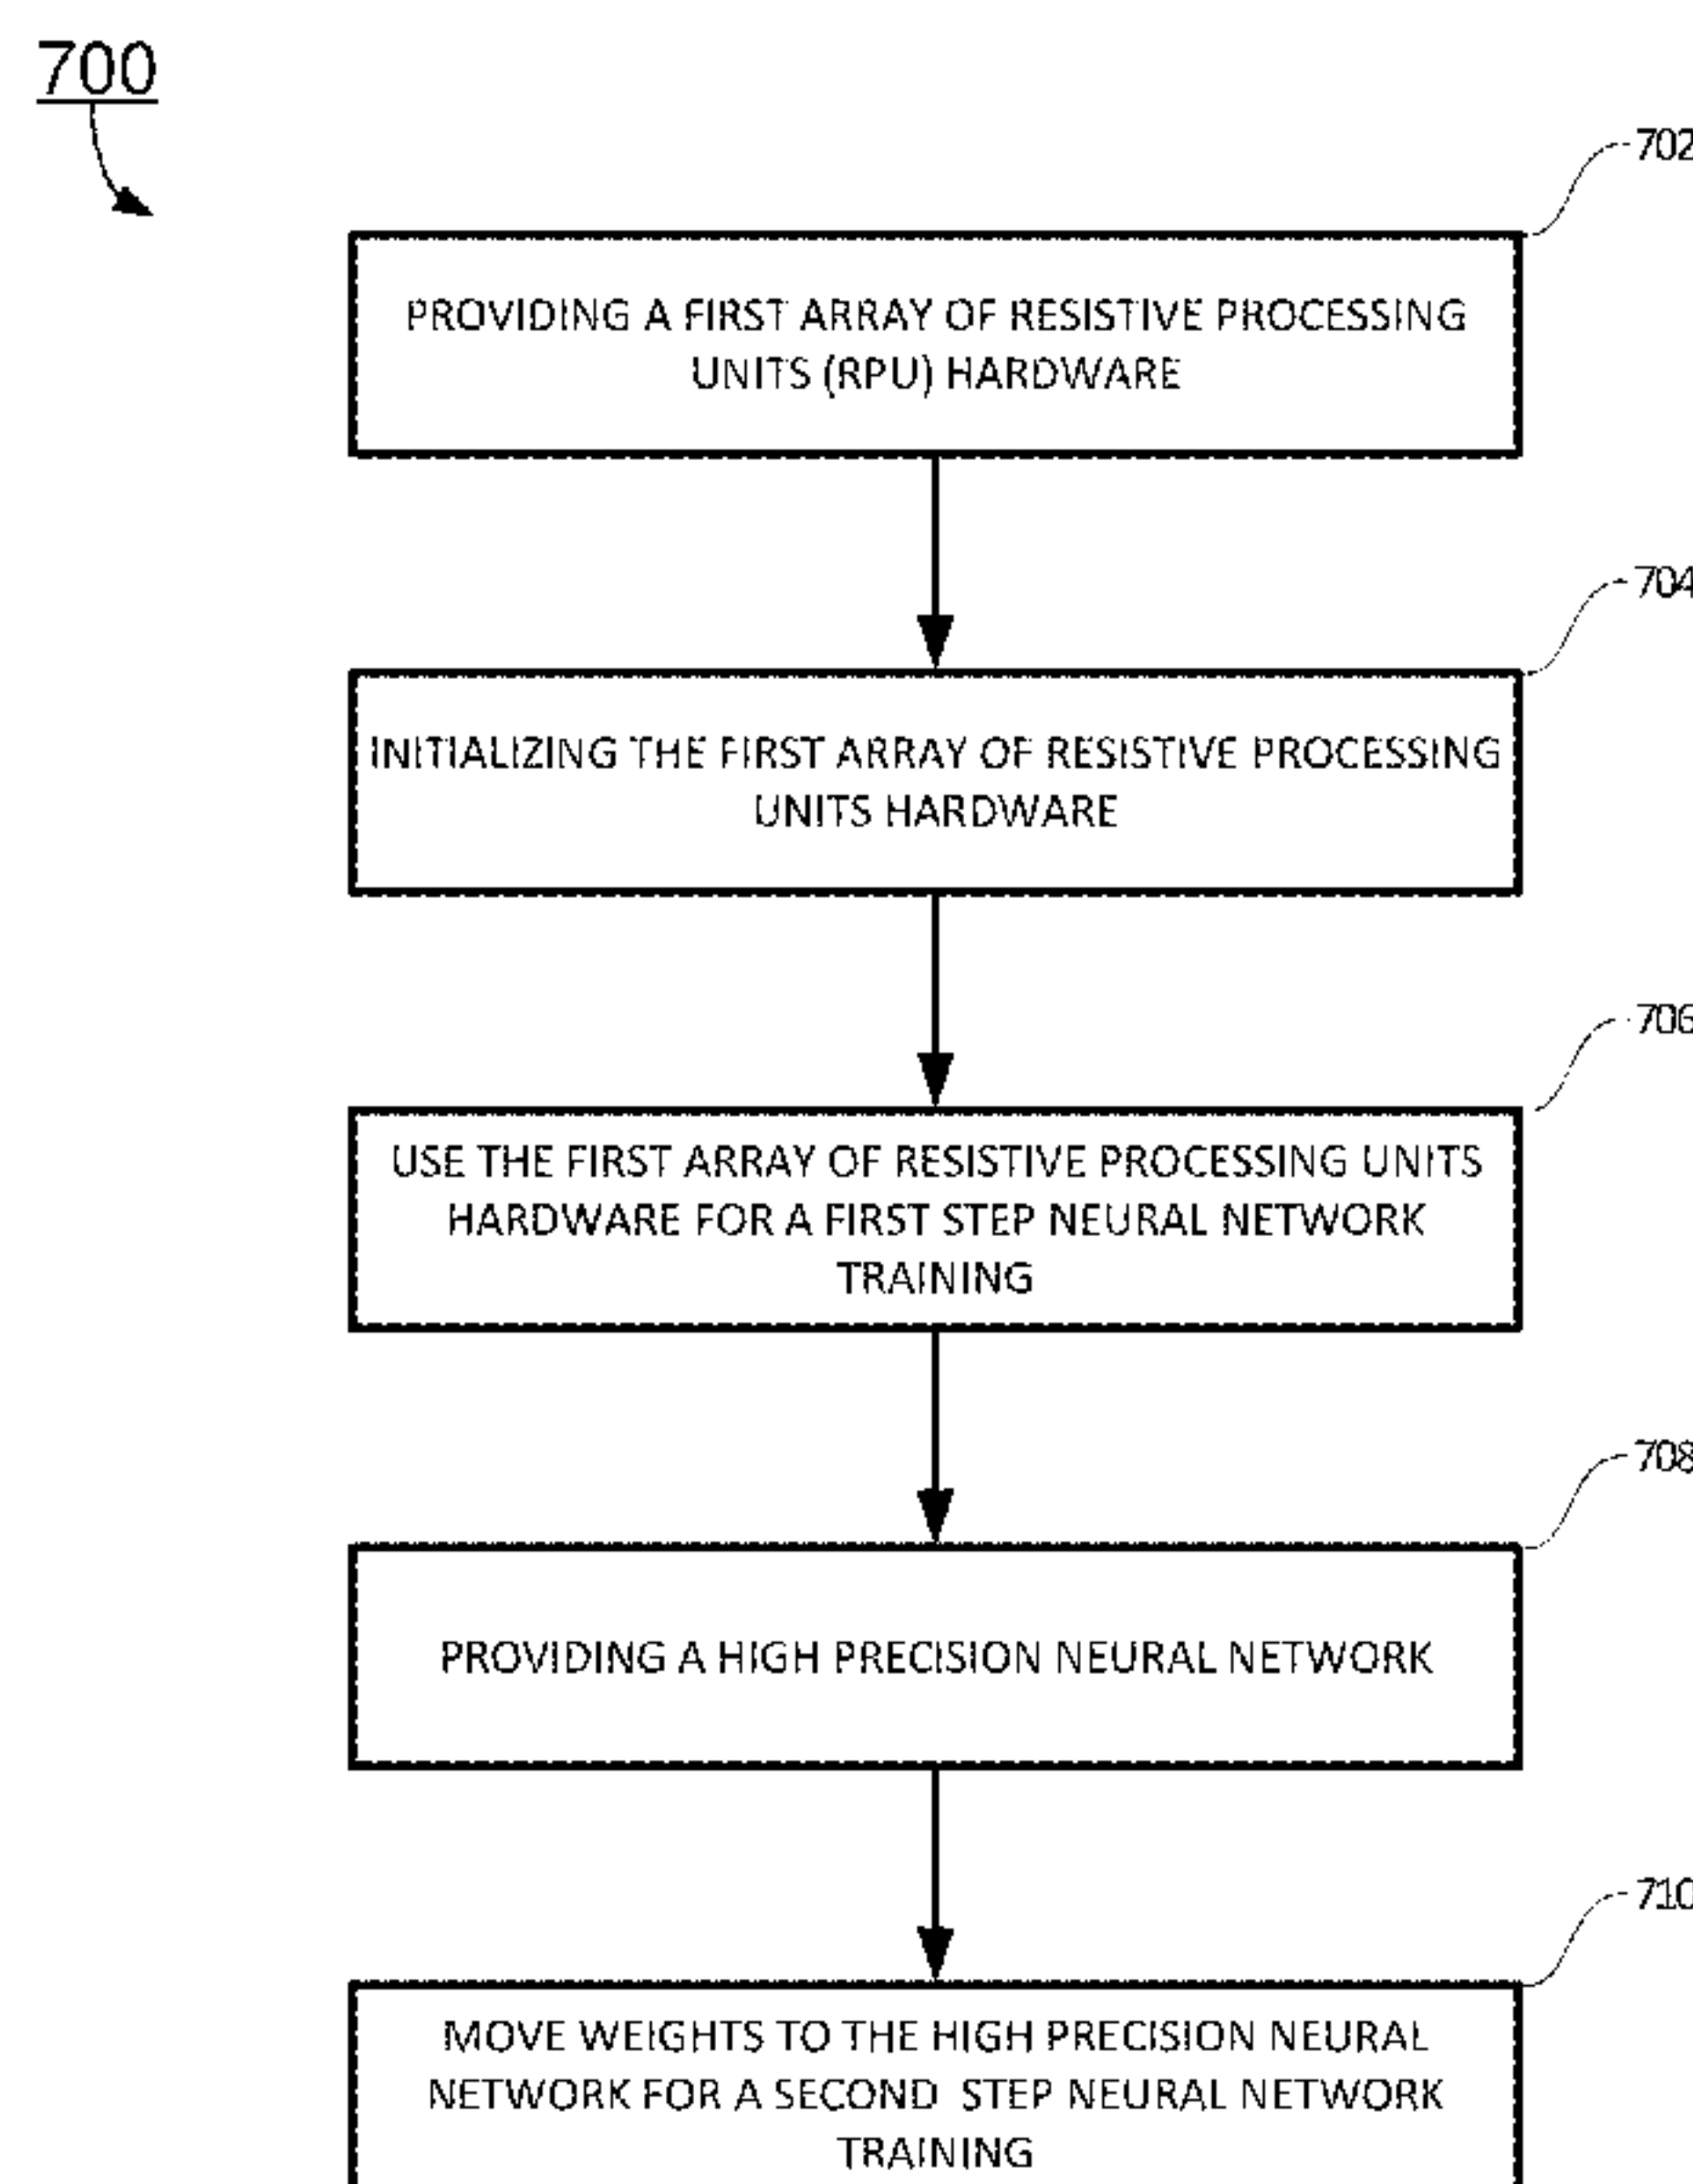 700
702
PROVIDING A FIRST ARRAY OF RESISTIVE PROCESSING
UNITS (RPU) HARDWARE
704
INITIALIZING THE FIRST ARRAY OF RESISTIVE PROCESSING
UNITS HARDWARE
706
USE THE FIRST ARRAY OF RESISTIVE PROCESSING UNITS
HARDWARE FOR A FIRST STEP NEURAL NETWORK
TRAINING
708
PROVIDING A HIGH PRECISION NEURAL NETWORK
710
MOVE WEIGHTS TO THE HIGH PRECISION NEURAL
NETWORK FOR A SECOND STEP NEURAL NETWORK
TRAINING